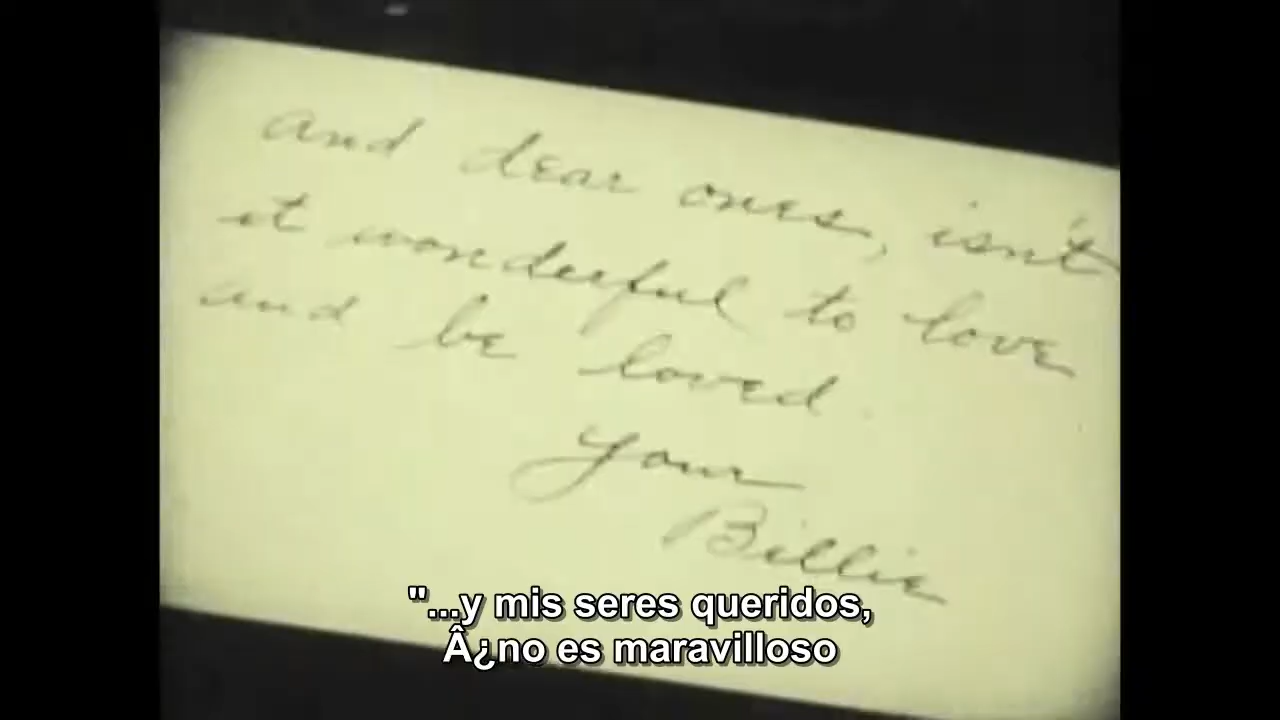 and dear ones, isn't
it wonderful to love
and be loved.
Your
Billie
"...y mis seres queridos,
Â¿no es maravilloso